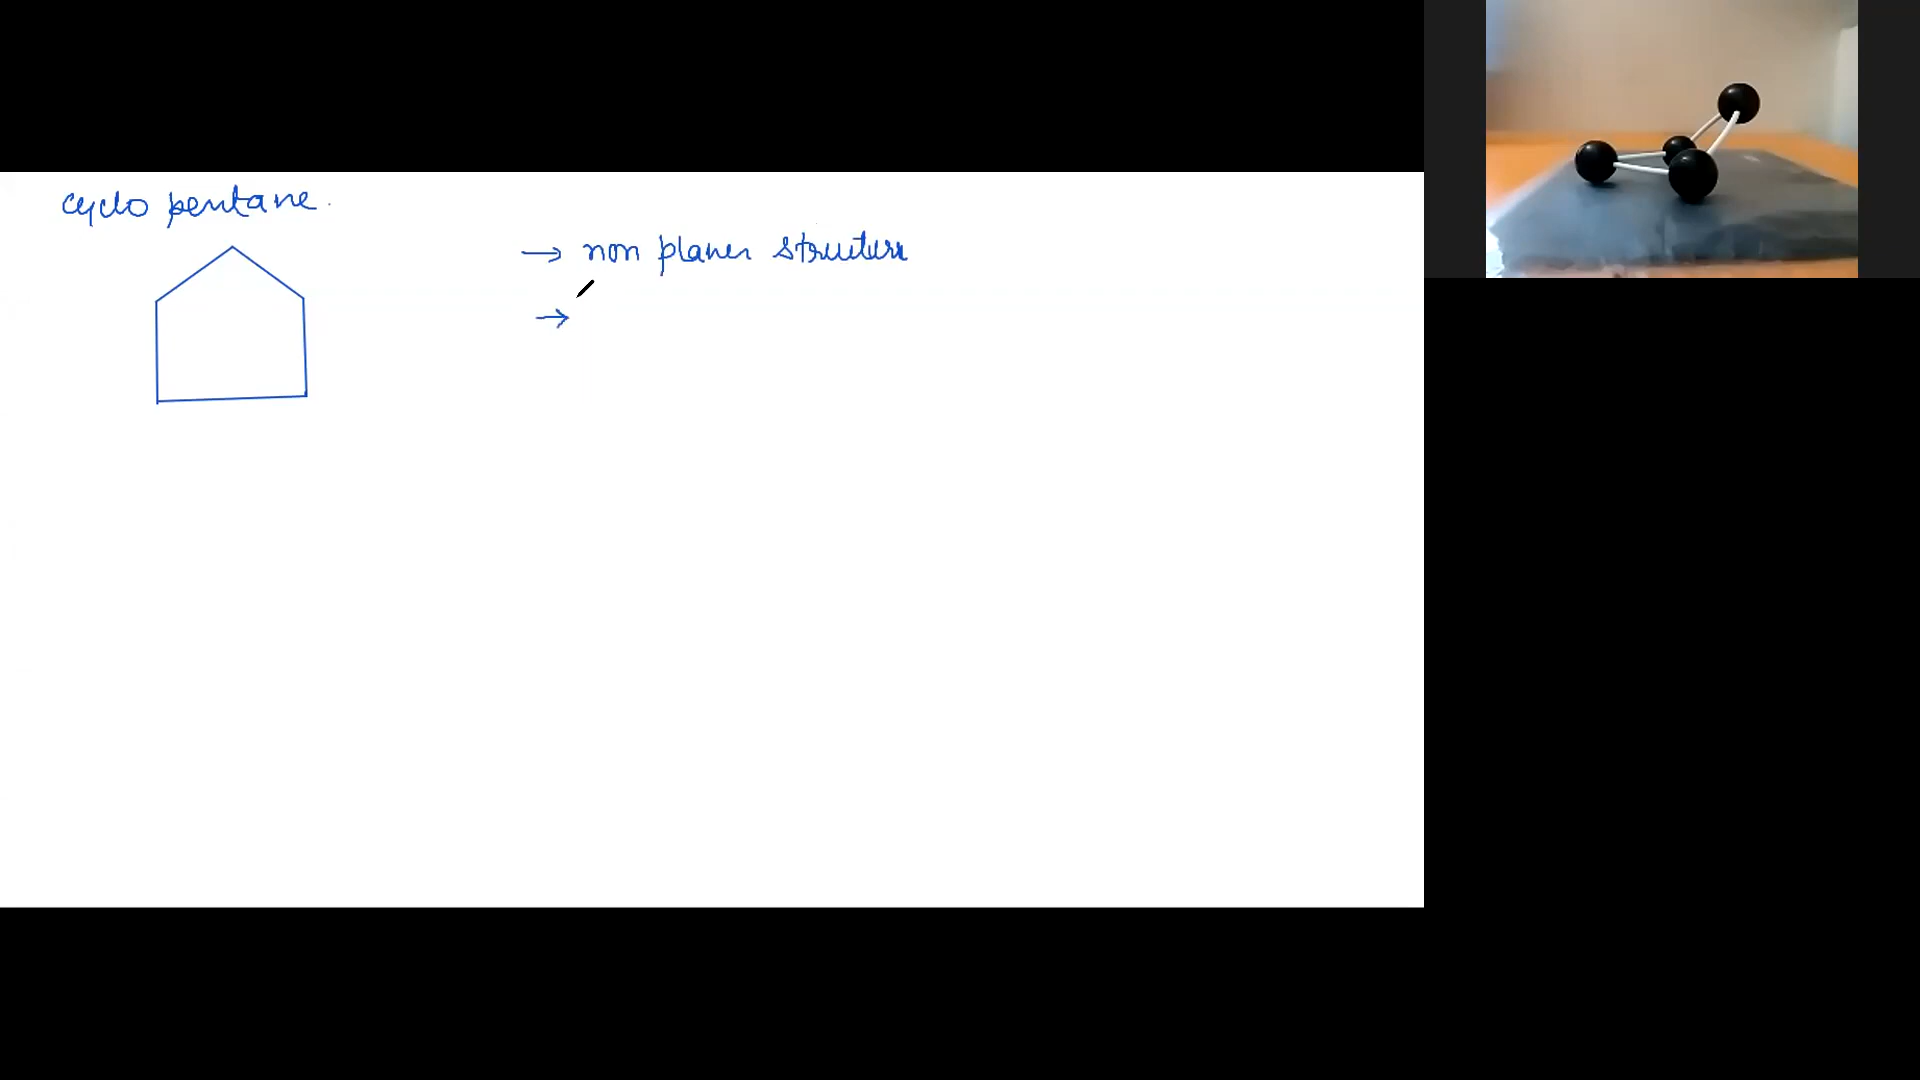 cyclo pentane.
→ non planer structure
→